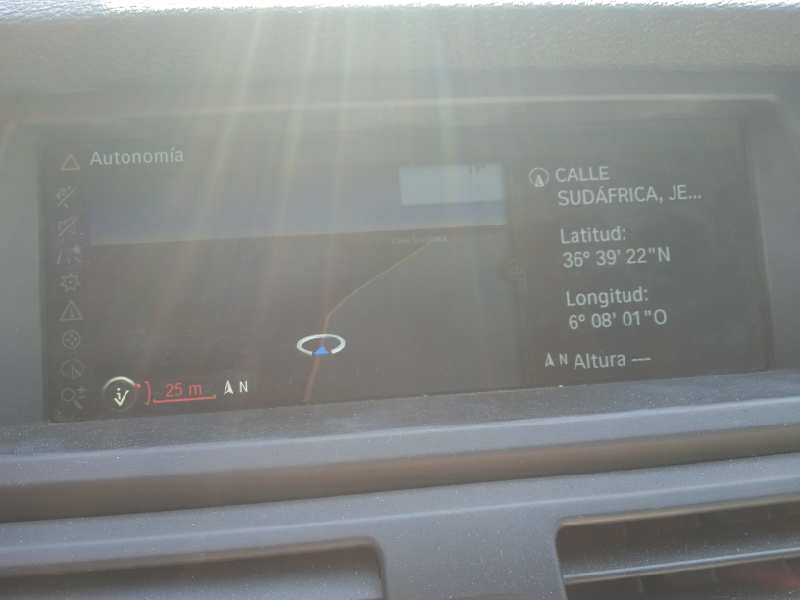 Autonomía
CALLE
SUDÁFRICA, JE...
Latitud:
36° 39' 22"N
Longitud:
6° 08' 01"O
N Altura ---
25 m
N